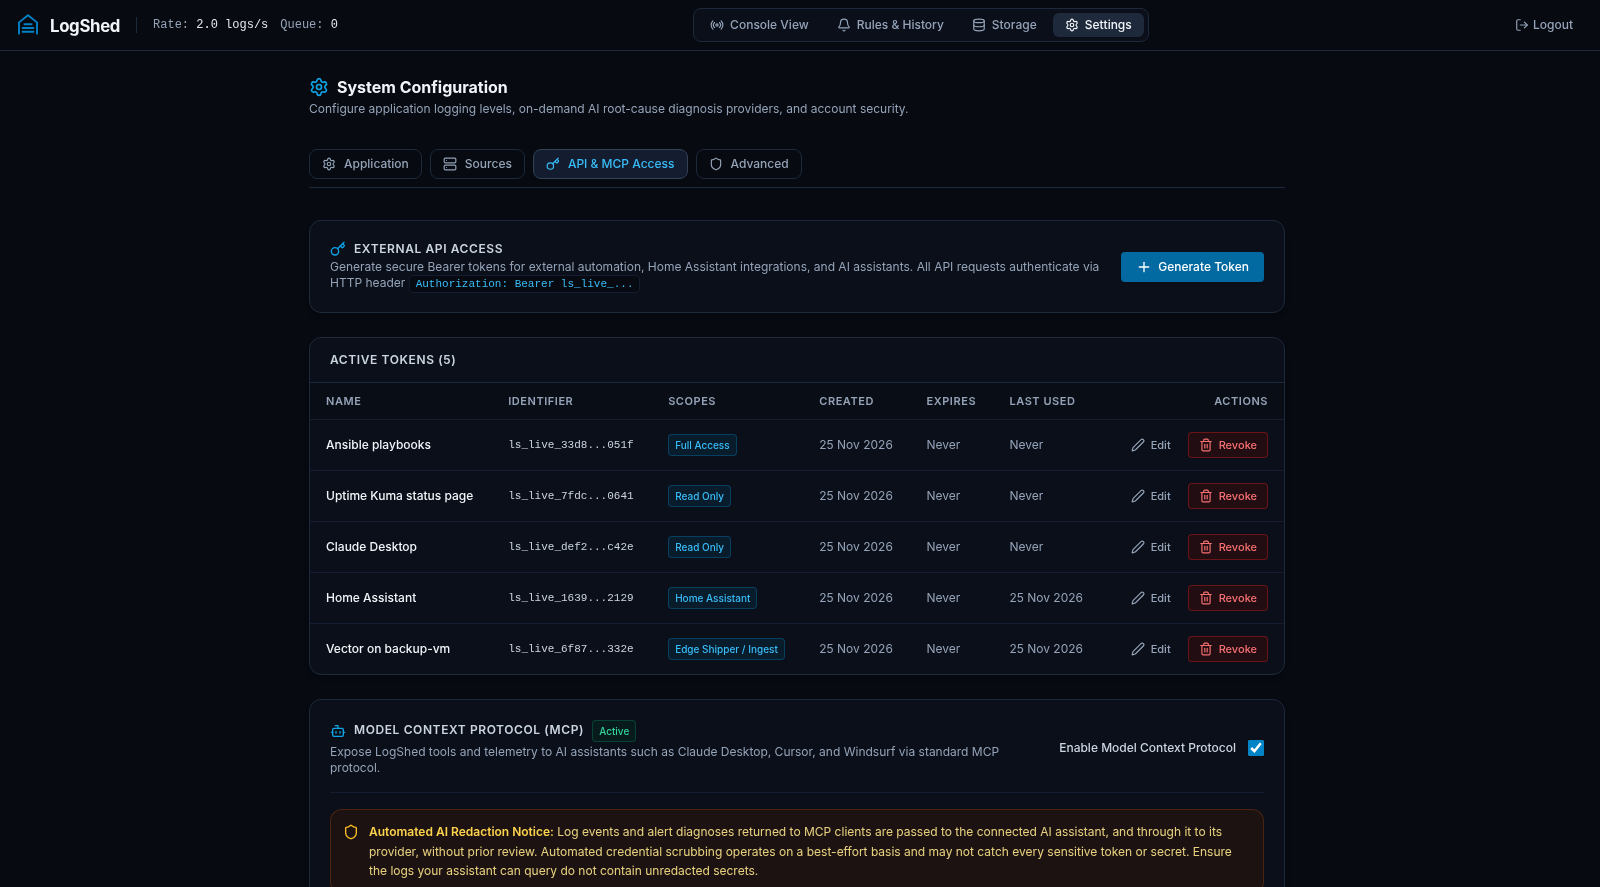 LogShed
Rate: 2.0 logs/s Queue: 0
Console View
Rules & History
Storage
Settings
Logout
System Configuration
Configure application logging levels, on-demand AI root-cause diagnosis providers, and account security.
Application
Sources
API & MCP Access
Advanced
EXTERNAL API ACCESS
Generate secure Bearer tokens for external automation, Home Assistant integrations, and AI assistants. All API requests authenticate via
HTTP header Authorization: Bearer ls_live_...
Generate Token
ACTIVE TOKENS (5)
NAME IDENTIFIER SCOPES CREATED EXPIRES LAST USED ACTIONS
Ansible playbooks ls_live_33d8...051f Full Access 25 Nov 2026 Never Never Edit Revoke
Uptime Kuma status page ls_live_7fdc...0641 Read Only 25 Nov 2026 Never Never Edit Revoke
Claude Desktop ls_live_def2...c42e Read Only 25 Nov 2026 Never Never Edit Revoke
Home Assistant ls_live_1639...2129 Home Assistant 25 Nov 2026 Never 25 Nov 2026 Edit Revoke
Vector on backup-vm ls_live_6f87...332e Edge Shipper / Ingest 25 Nov 2026 Never 25 Nov 2026 Edit Revoke
MODEL CONTEXT PROTOCOL (MCP) Active
Expose LogShed tools and telemetry to AI assistants such as Claude Desktop, Cursor, and Windsurf via standard MCP
protocol.
Enable Model Context Protocol
Automated AI Redaction Notice: Log events and alert diagnoses returned to MCP clients are passed to the connected AI assistant, and through it to its
provider, without prior review. Automated credential scrubbing operates on a best-effort basis and may not catch every sensitive token or secret. Ensure
the logs your assistant can query do not contain unredacted secrets.